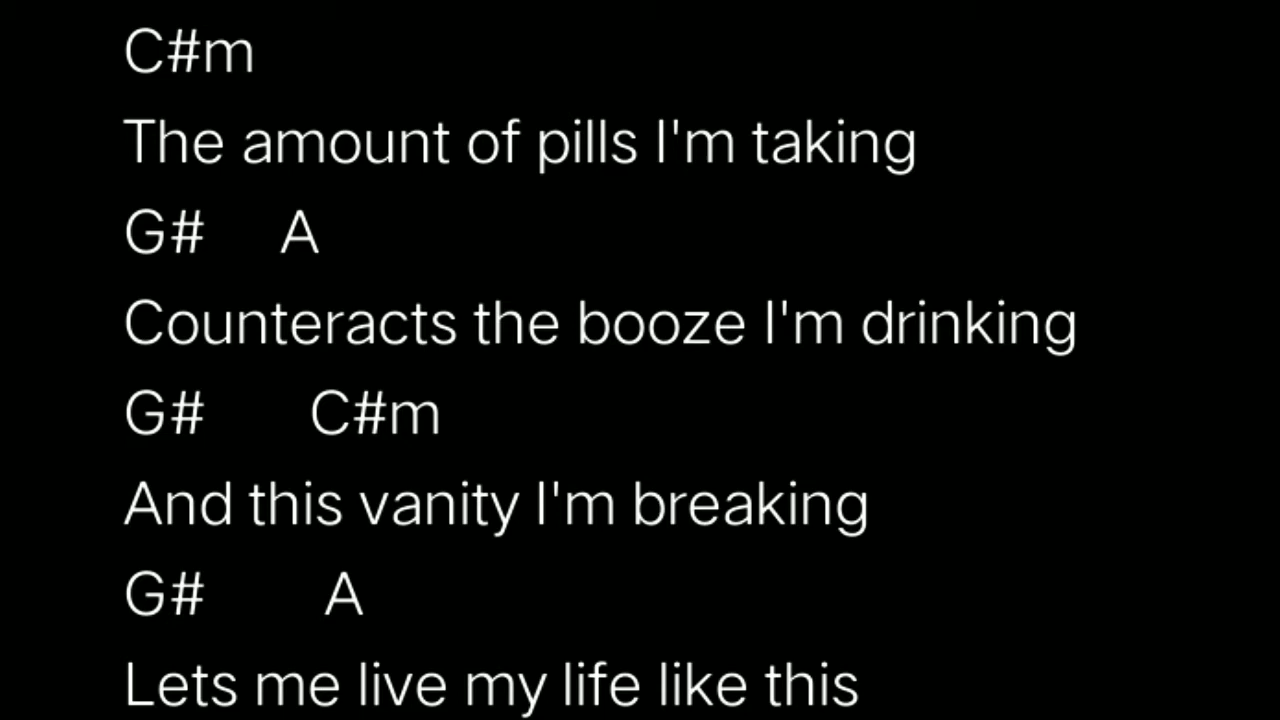 C#m
The amount of pills I'm taking
G# A
Counteracts the booze I'm drinking
G# C#m
And this vanity I'm breaking
G# A
Lets me live my life like this